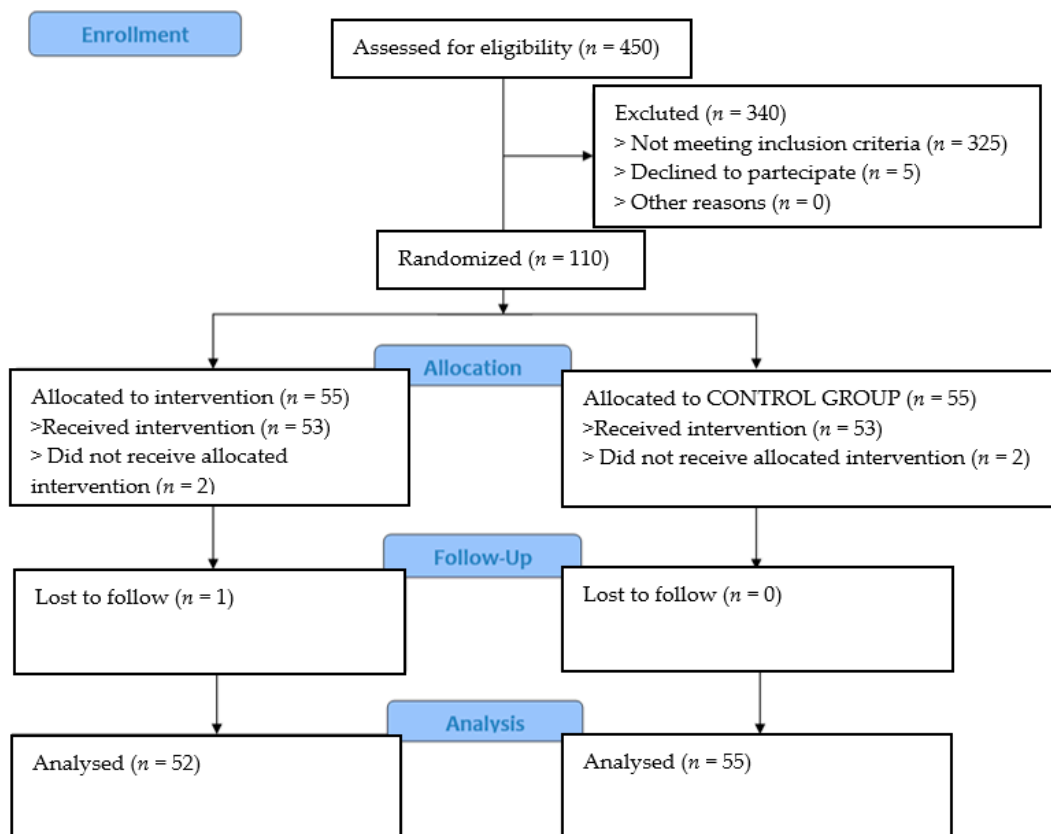 Enrollment
Assessed for eligibility (n = 450)
Excluted (n = 340)
> Not meeting inclusion criteria (n = 325)
> Declined to partecipate (n = 5)
> Other reasons (n = 0)
Randomized (n = 110)
Allocation
Allocated to intervention (n = 55)
>Received intervention (n = 53)
> Did not receive allocated
intervention (n = 2)
Allocated to CONTROL GROUP (n = 55)
>Received intervention (n = 53)
> Did not receive allocated intervention (n = 2)
Follow-Up
Lost to follow (n = 1)
Lost to follow (n = 0)
Analysis
Analysed (n = 52)
Analysed (n = 55)